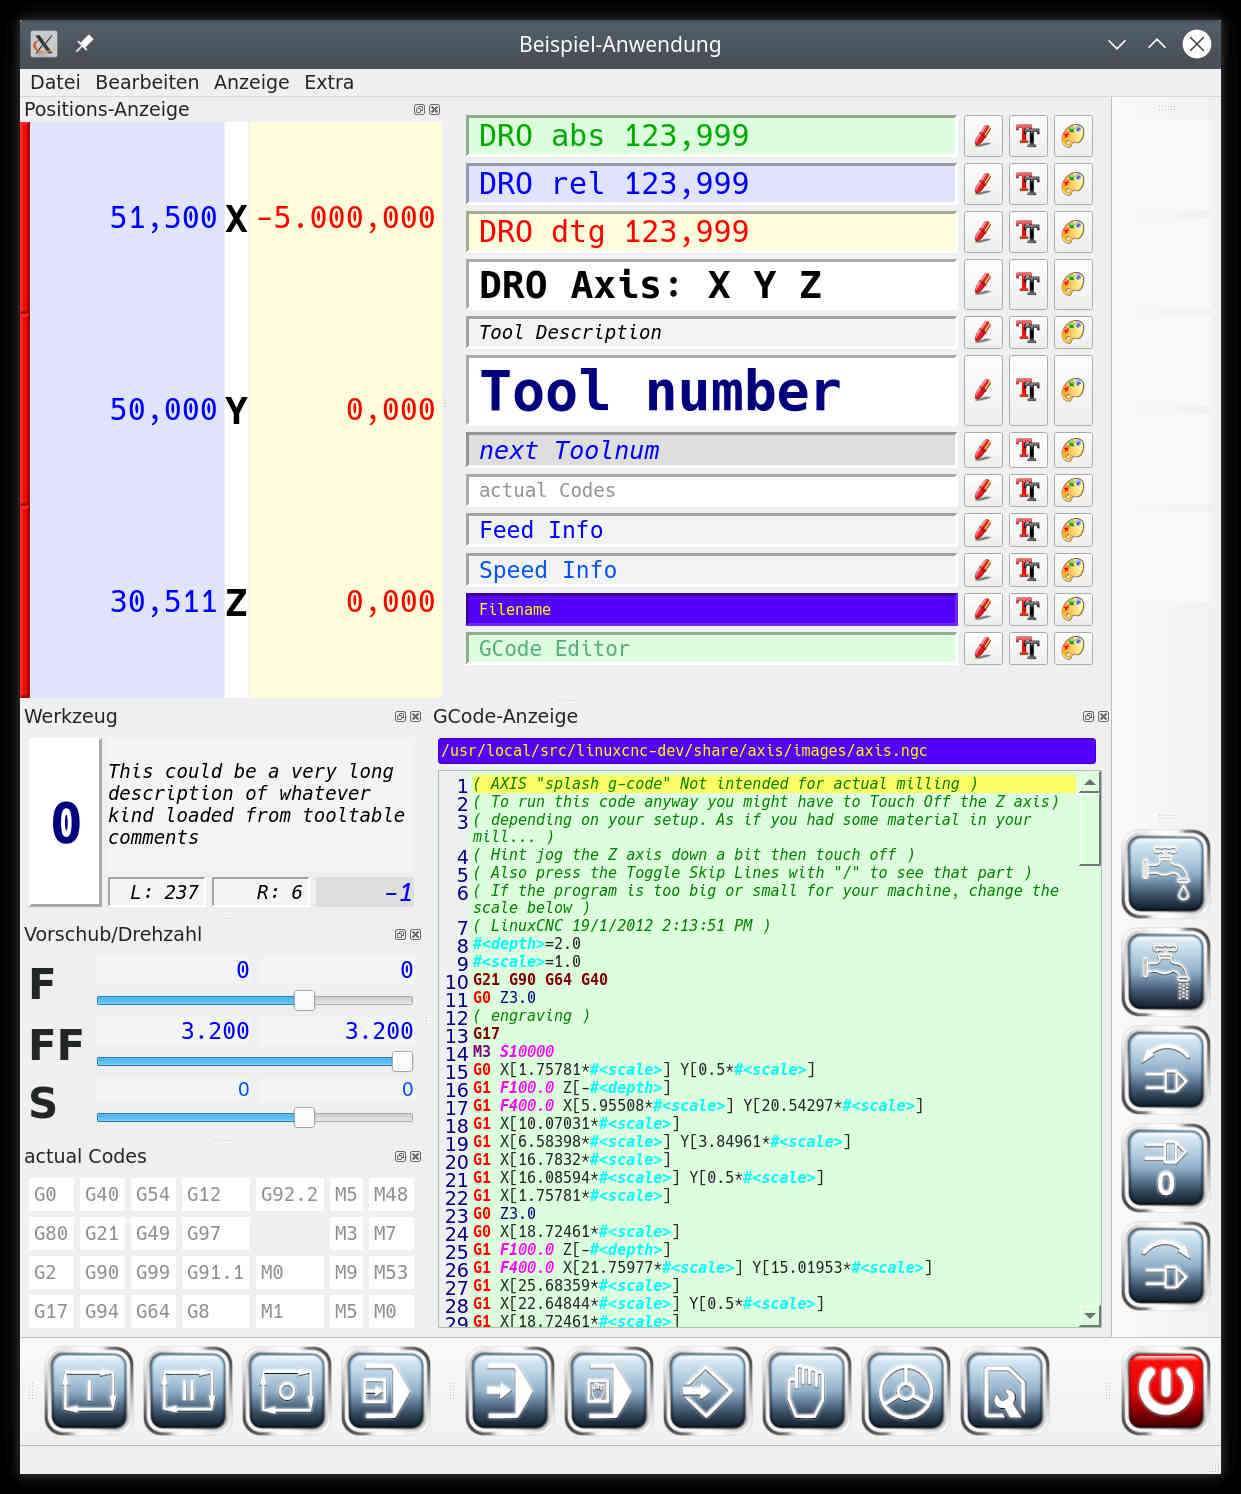 Beispiel-Anwendung
Datei Bearbeiten Anzeige Extra
Positions-Anzeige
51,500 X -5.000,000
50,000 Y 0,000
30,511 Z 0,000
DRO abs 123,999
DRO rel 123,999
DRO dtg 123,999
DRO Axis: X Y Z
Tool Description
Tool number
next Toolnum
actual Codes
Feed Info
Speed Info
Filename
GCode Editor
Werkzeug
0
This could be a very long
description of whatever
kind loaded from tooltable
comments
L: 237 R: 6 -1
Vorschub/Drehzahl
F 0 0
FF 3.200 3.200
S 0 0
actual Codes
G0 G40 G54 G12 G92.2 M5 M48
G80 G21 G49 G97 M3 M7
G2 G90 G99 G91.1 M0 M9 M53
G17 G94 G64 G8 M1 M5 M0
GCode-Anzeige
/usr/local/src/linuxcnc-dev/share/axis/images/axis.ngc
1 ( AXIS "splash g-code" Not intended for actual milling )
2 ( To run this code anyway you might have to Touch Off the Z axis)
3 ( depending on your setup. As if you had some material in your
mill... )
4 ( Hint jog the Z axis down a bit then touch off )
5 ( Also press the Toggle Skip Lines with "/" to see that part )
6 ( If the program is too big or small for your machine, change the
scale below )
7 ( LinuxCNC 19/1/2012 2:13:51 PM )
8 #<depth>=2.0
9 #<scale>=1.0
10 G21 G90 G64 G40
11 G0 Z3.0
12 ( engraving )
13 G17
14 M3 S10000
15 G0 X[1.75781*#<scale>] Y[0.5*#<scale>]
16 G1 F100.0 Z[-#<depth>]
17 G1 F400.0 X[5.95508*#<scale>] Y[20.54297*#<scale>]
18 G1 X[10.07031*#<scale>]
19 G1 X[6.58398*#<scale>] Y[3.84961*#<scale>]
20 G1 X[16.7832*#<scale>]
21 G1 X[16.08594*#<scale>] Y[0.5*#<scale>]
22 G1 X[1.75781*#<scale>]
23 G0 Z3.0
24 G0 X[18.72461*#<scale>]
25 G1 F100.0 Z[-#<depth>]
26 G1 F400.0 X[21.75977*#<scale>] Y[15.01953*#<scale>]
27 G1 X[25.68359*#<scale>]
28 G1 X[22.64844*#<scale>] Y[0.5*#<scale>]
29 G1 X[18.72461*#<scale>]
0